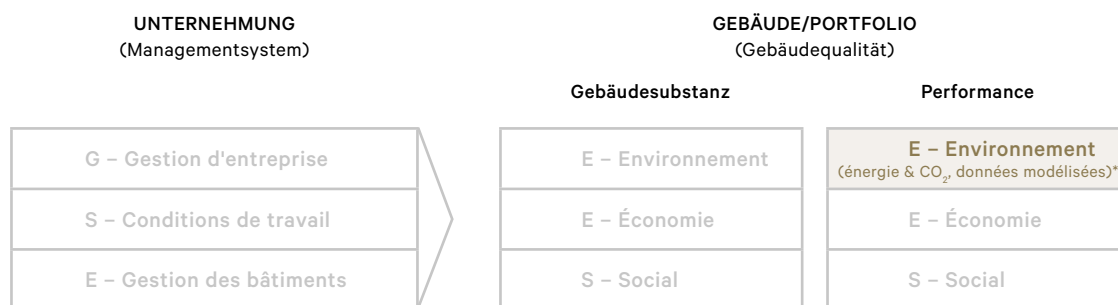 UNTERNEHMUNG
(Managementsystem)
GEBÄUDE/PORTFOLIO
(Gebäudequalität)
Gebäudesubstanz
Performance
G – Gestion d'entreprise
S – Conditions de travail
E – Gestion des bâtiments
E – Environnement
E – Économie
S – Social
E – Environnement
(énergie & CO₂, données modélisées)*
E – Économie
S – Social